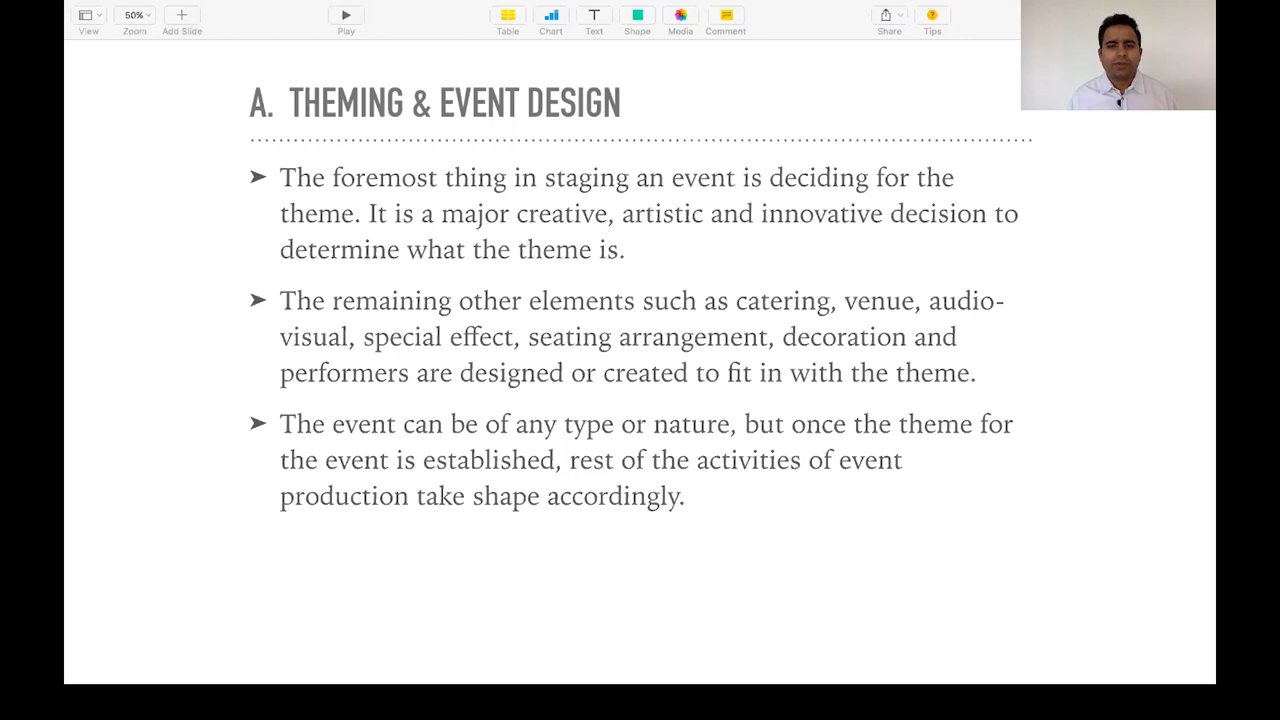 50%
View
Zoom
Add Slide
Play
Table
Chart
Text
Shape
Media
Comment
Share
Tips
A. THEMING & EVENT DESIGN
➤ The foremost thing in staging an event is deciding for the
theme. It is a major creative, artistic and innovative decision to
determine what the theme is.
➤ The remaining other elements such as catering, venue, audio-
visual, special effect, seating arrangement, decoration and
performers are designed or created to fit in with the theme.
➤ The event can be of any type or nature, but once the theme for
the event is established, rest of the activities of event
production take shape accordingly.